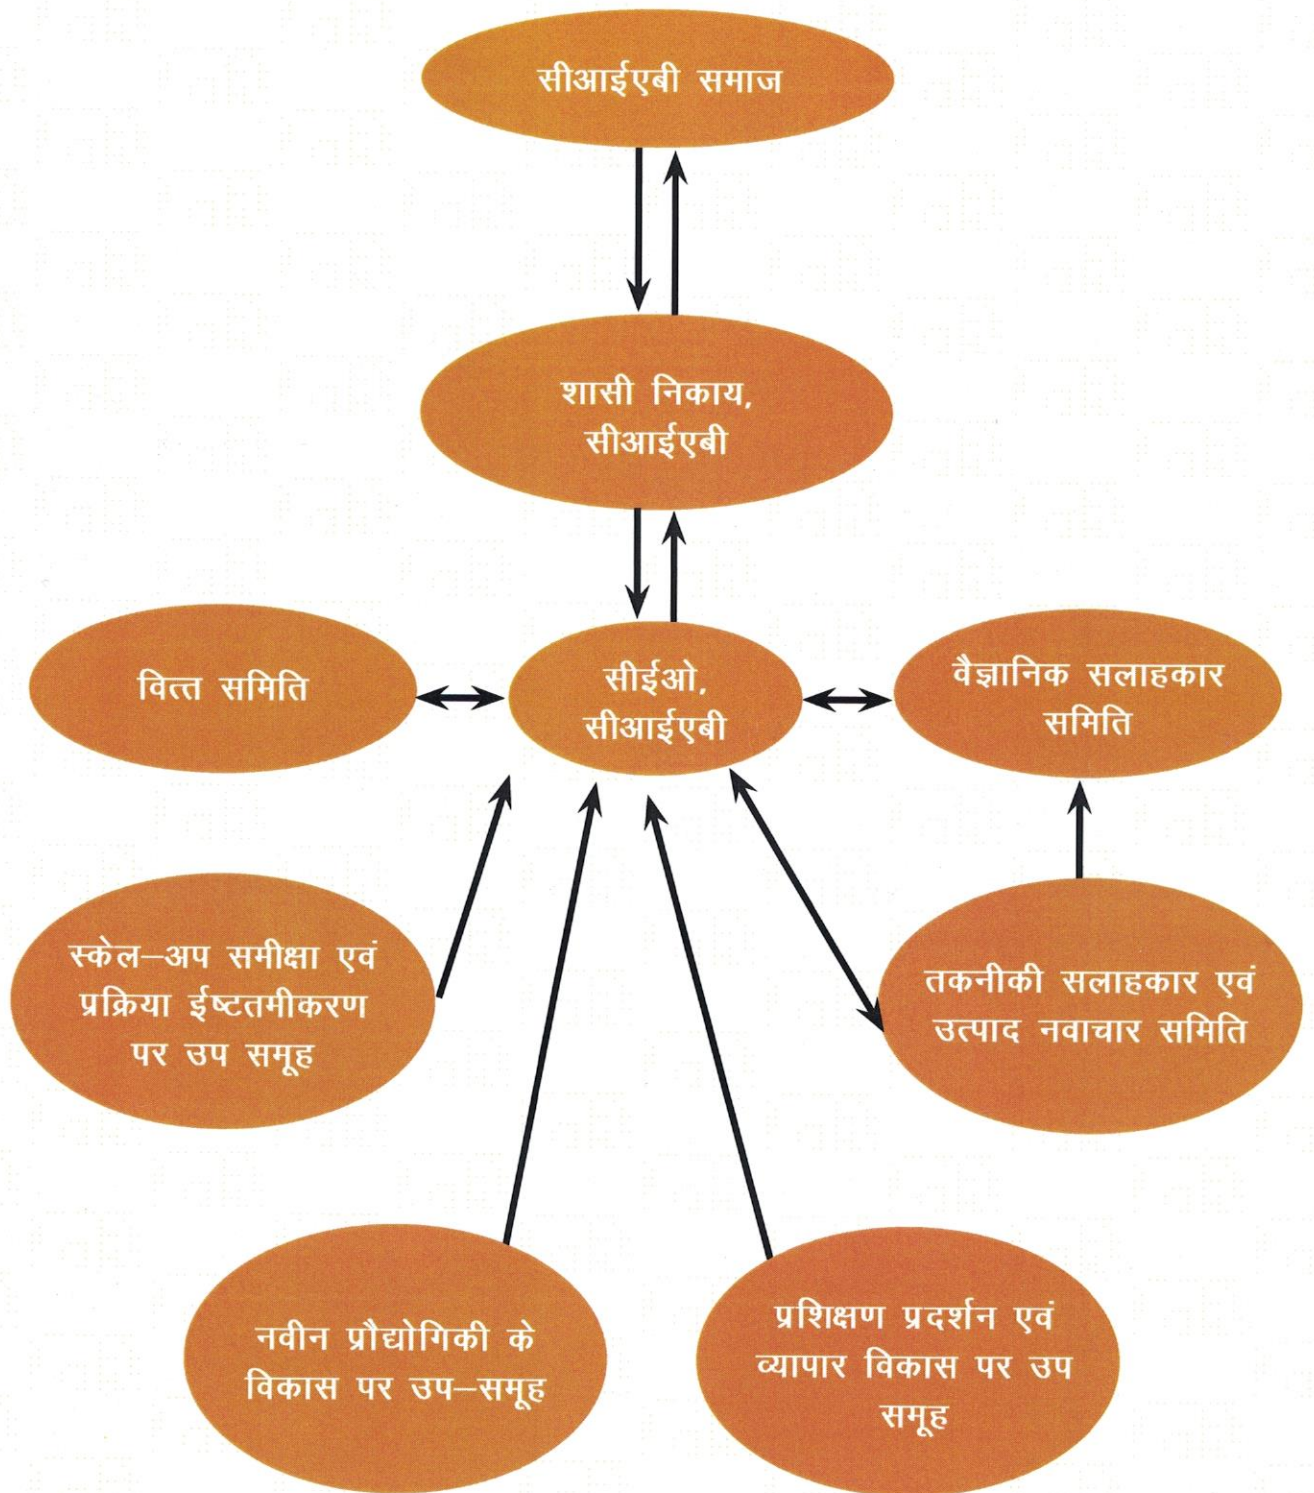 सीआईएबी समाज
शासी निकाय,
सीआईएबी
वित्त समिति
सीईओ,
सीआईएबी
वैज्ञानिक सलाहकार
समिति
स्केल–अप समीक्षा एवं
प्रक्रिया ईष्टतमीकरण
पर उप समूह
तकनीकी सलाहकार एवं
उत्पाद नवाचार समिति
नवीन प्रौद्योगिकी के
विकास पर उप–समूह
प्रशिक्षण प्रदर्शन एवं
व्यापार विकास पर उप
समूह